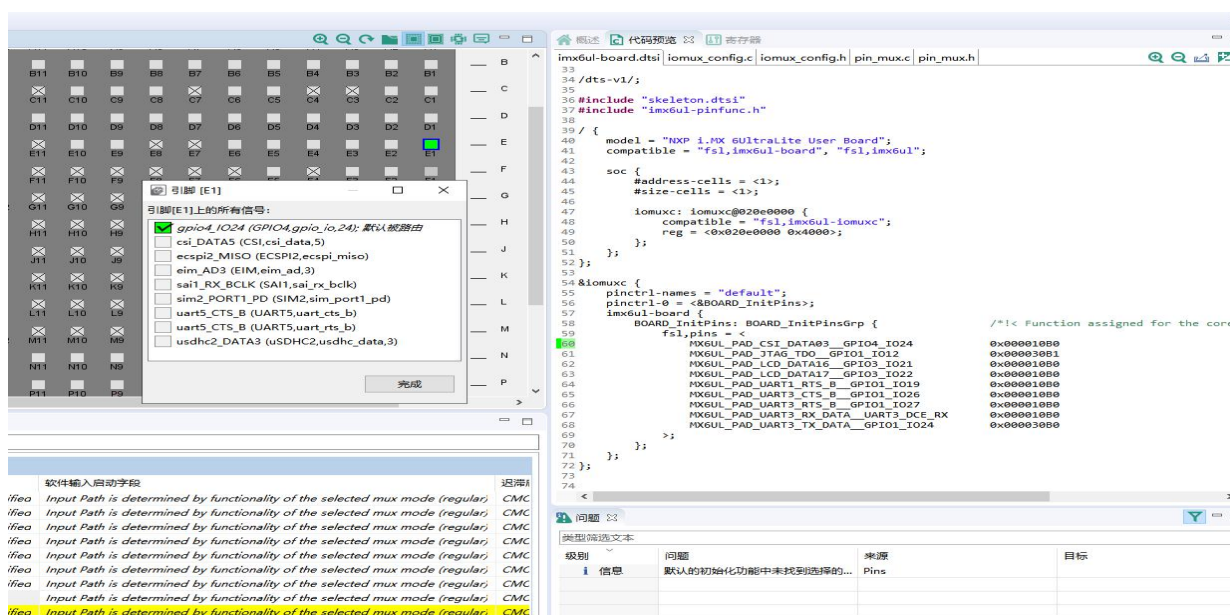 概述 代码预览 寄存器
imx6ul-board.dtsi iomux_config.c iomux_config.h pin_mux.c pin_mux.h
B11 B10 B9 B8 B7 B6 B5 B4 B3 B2 B1 B
C11 C10 C9 C8 C7 C6 C5 C4 C3 C2 C1 C
D11 D10 D9 D8 D7 D6 D5 D4 D3 D2 D1 D
E11 E10 E9 E8 E7 E6 E5 E4 E3 E2 E1 E
F11 F10 F9 F
G11 G10 G9 G
H11 H10 H9 H
J11 J10 J9 J
K11 K10 K9 K
L11 L10 L9 L
M11 M10 M9 M
N11 N10 N9 N
P11 P10 P9 P
引脚 [E1]
引脚[E1]上的所有信号:
gpio4_IO24 (GPIO4,gpio_io,24); 默认被路由
csi_DATA5 (CSI,csi_data,5)
ecspi2_MISO (ECSPI2,ecspi_miso)
eim_AD3 (EIM,eim_ad,3)
sai1_RX_BCLK (SAI1,sai_rx_bclk)
sim2_PORT1_PD (SIM2,sim_port1_pd)
uart5_CTS_B (UART5,uart_cts_b)
uart5_CTS_B (UART5,uart_rts_b)
usdhc2_DATA3 (uSDHC2,usdhc_data,3)
完成
33
34 /dts-v1/;
35
36 #include "skeleton.dtsi"
37 #include "imx6ul-pinfunc.h"
38
39 / {
40 model = "NXP i.MX 6UltraLite User Board";
41 compatible = "fsl,imx6ul-board", "fsl,imx6ul";
42
43 soc {
44 #address-cells = <1>;
45 #size-cells = <1>;
46
47 iomuxc: iomuxc@020e0000 {
48 compatible = "fsl,imx6ul-iomuxc";
49 reg = <0x020e0000 0x4000>;
50 };
51 };
52 };
53
54 &iomuxc {
55 pinctrl-names = "default";
56 pinctrl-0 = <&BOARD_InitPins>;
57 imx6ul-board {
58 BOARD_InitPins: BOARD_InitPinsGrp { /*!< Function assigned for the core
59 fsl,pins = <
60 MX6UL_PAD_CSI_DATA03__GPIO4_IO24 0x000010B0
61 MX6UL_PAD_JTAG_TDO__GPIO1_IO12 0x000030B1
62 MX6UL_PAD_LCD_DATA16__GPIO3_IO21 0x000010B0
63 MX6UL_PAD_LCD_DATA17__GPIO3_IO22 0x000010B0
64 MX6UL_PAD_UART1_RTS_B__GPIO1_IO19 0x000010B0
65 MX6UL_PAD_UART3_CTS_B__GPIO1_IO26 0x000010B0
66 MX6UL_PAD_UART3_RTS_B__GPIO1_IO27 0x000010B0
67 MX6UL_PAD_UART3_RX_DATA__UART3_DCE_RX 0x000010B0
68 MX6UL_PAD_UART3_TX_DATA__GPIO1_IO24 0x000030B0
69 >;
70 };
71 };
72 };
73
74
软件输入启动字段
ified Input Path is determined by functionality of the selected mux mode (regular) CMC
ified Input Path is determined by functionality of the selected mux mode (regular) CMC
ified Input Path is determined by functionality of the selected mux mode (regular) CMC
ified Input Path is determined by functionality of the selected mux mode (regular) CMC
ified Input Path is determined by functionality of the selected mux mode (regular) CMC
ified Input Path is determined by functionality of the selected mux mode (regular) CMC
ified Input Path is determined by functionality of the selected mux mode (regular) CMC
Input Path is determined by functionality of the selected mux mode (regular) CMC
ified Input Path is determined by functionality of the selected mux mode (regular) CMC
问题
类型筛选文本
级别 问题 来源 目标
信息 默认的初始化功能中未找到选择的... Pins